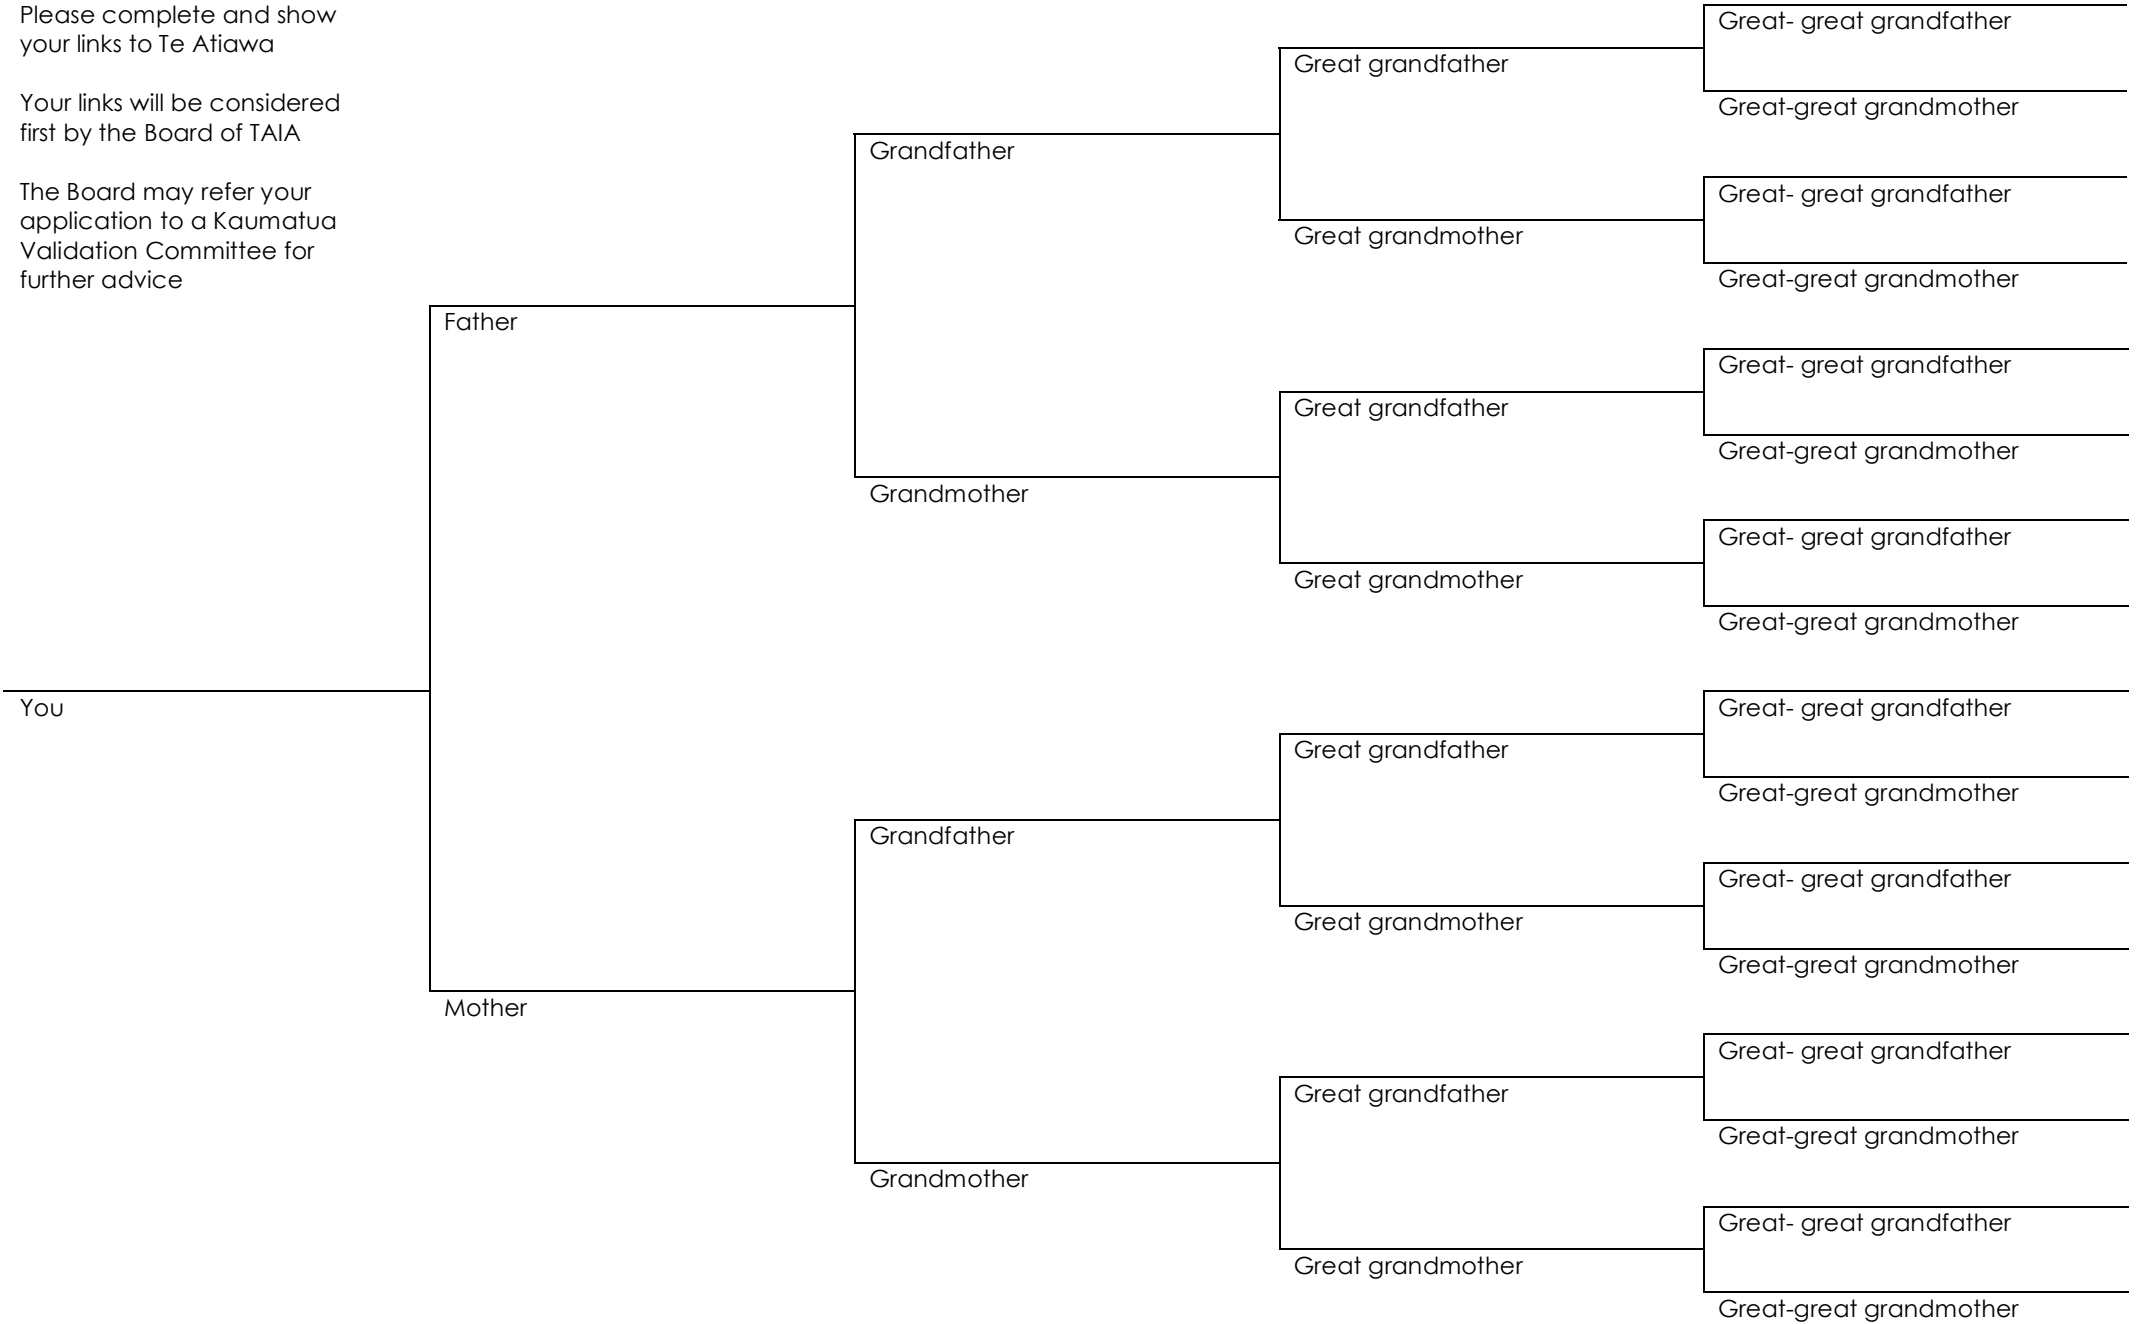 Please complete and show
your links to Te Atiawa
Your links will be considered
first by the Board of TAIA
The Board may refer your
application to a Kaumatua
Validation Committee for
further advice
You
Father
Mother
Grandfather
Grandmother
Grandfather
Grandmother
Great grandfather
Great grandmother
Great grandfather
Great grandmother
Great grandfather
Great grandmother
Great grandfather
Great grandmother
Great- great grandfather
Great-great grandmother
Great- great grandfather
Great-great grandmother
Great- great grandfather
Great-great grandmother
Great- great grandfather
Great-great grandmother
Great- great grandfather
Great-great grandmother
Great- great grandfather
Great-great grandmother
Great- great grandfather
Great-great grandmother
Great- great grandfather
Great-great grandmother